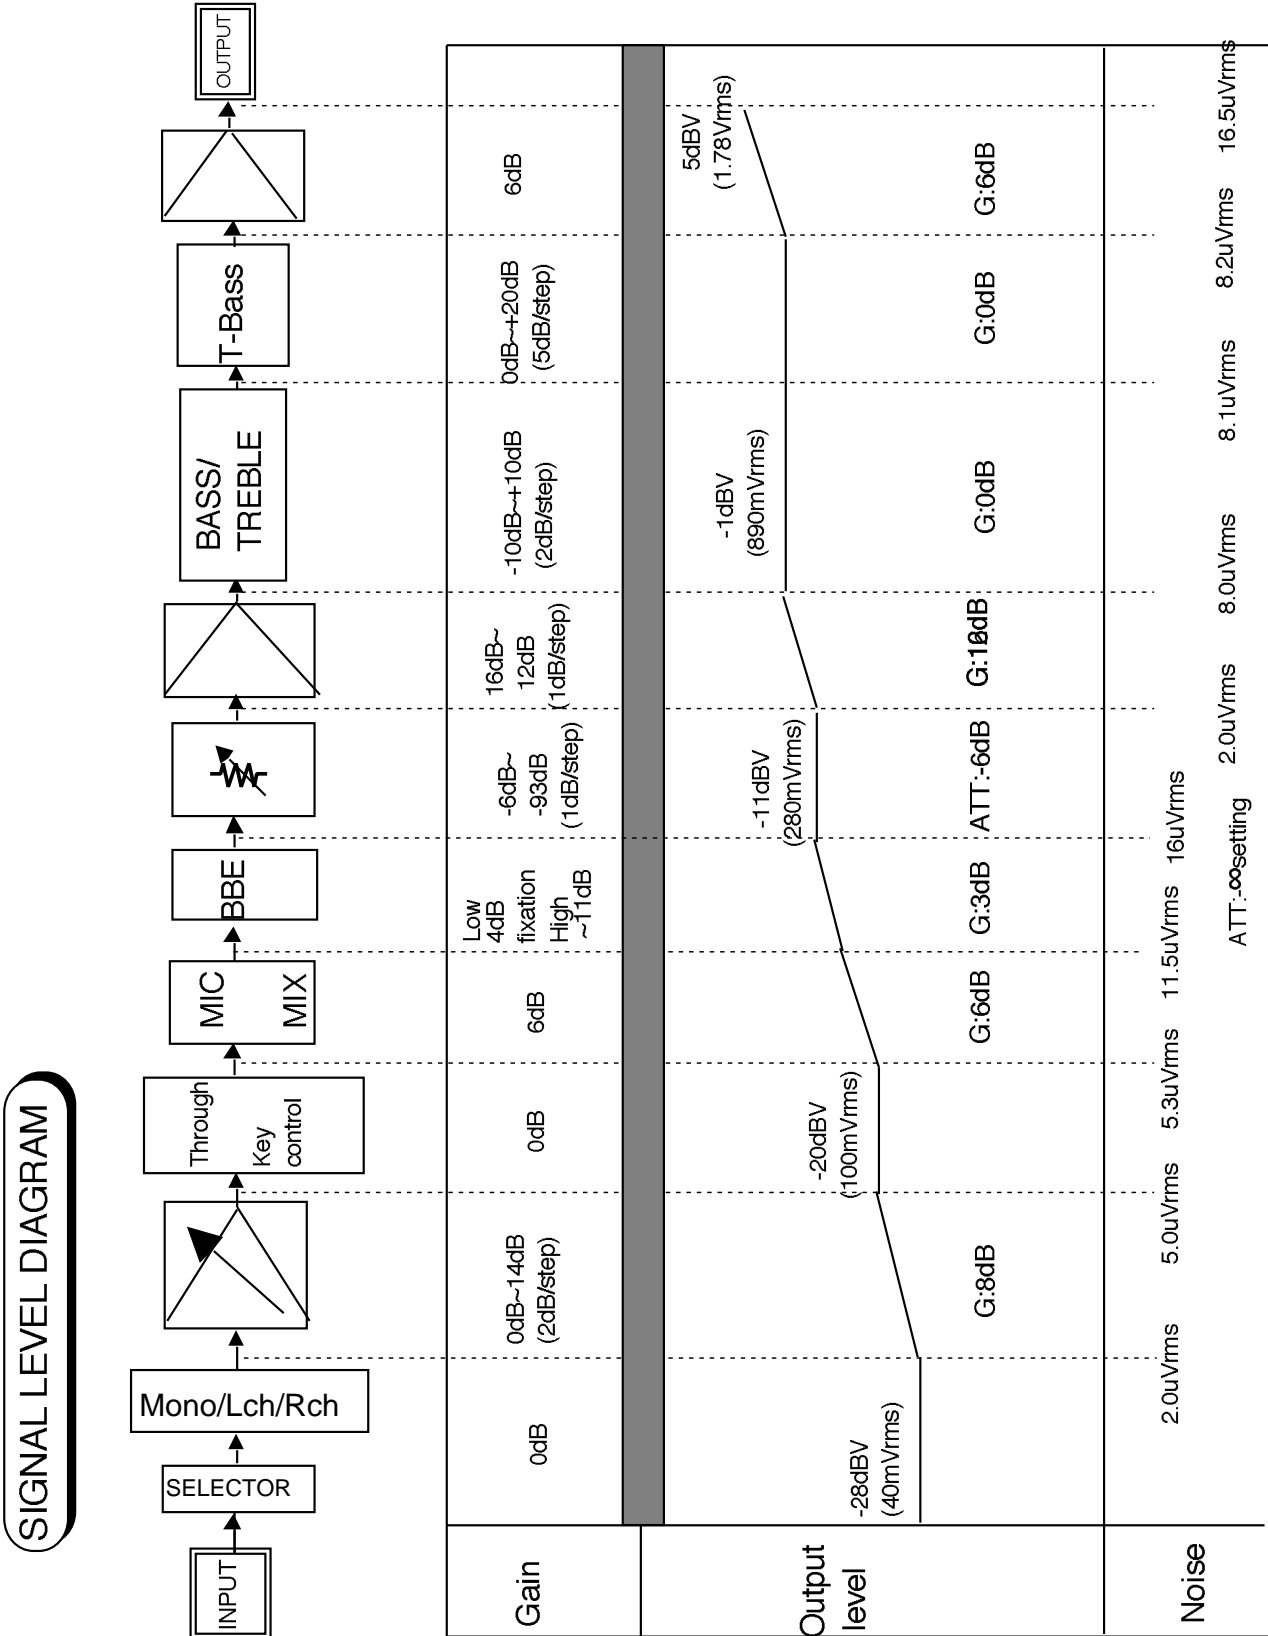 SIGNAL LEVEL DIAGRAM
INPUT
SELECTOR
Mono/Lch/Rch
Through
Key
control
MIC
MIX
BBE
BASS/
TREBLE
T-Bass
OUTPUT
Gain
0dB
0dB~14dB
(2dB/step)
0dB
6dB
Low
4dB
fixation
High
~11dB
-6dB~
-93dB
(1dB/step)
16dB~
12dB
(1dB/step)
-10dB~+10dB
(2dB/step)
0dB~+20dB
(5dB/step)
6dB
Output
level
-28dBV
(40mVrms)
-20dBV
(100mVrms)
-11dBV
(280mVrms)
-1dBV
(890mVrms)
5dBV
(1.78Vrms)
G:8dB
G:6dB
G:3dB
ATT:-6dB
G:0dB
G:0dB
G:6dB
Noise
2.0uVrms
5.0uVrms
5.3uVrms
11.5uVrms
16uVrms
2.0uVrms
8.0uVrms
8.1uVrms
8.2uVrms
16.5uVrms
ATT:-∞setting